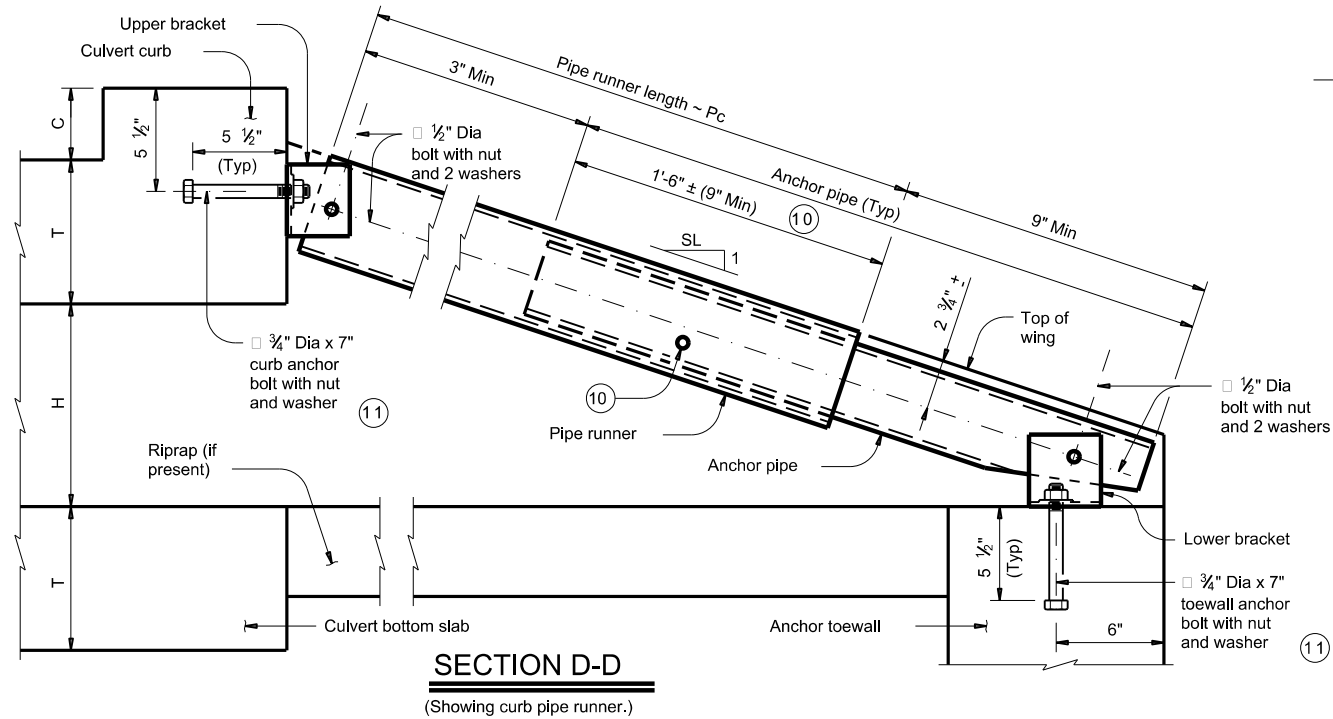 Upper bracket
Culvert curb
C
5 ½"
5 ½"
(Typ)
T
3" Min
Pipe runner length ~ Pc
□ ½" Dia
bolt with nut
and 2 washers
Anchor pipe (Typ)
1'-6" ± (9" Min)
10
9" Min
SL
1
2 ¾" ±
Top of
wing
□ ¾" Dia x 7"
curb anchor
bolt with nut
and washer
11
H
10
Pipe runner
Anchor pipe
□ ½" Dia
bolt with nut
and 2 washers
Riprap (if
present)
T
5 ½"
(Typ)
Lower bracket
□ ¾" Dia x 7"
toewall anchor
bolt with nut
and washer
11
Culvert bottom slab
Anchor toewall
6"
SECTION D-D
(Showing curb pipe runner.)